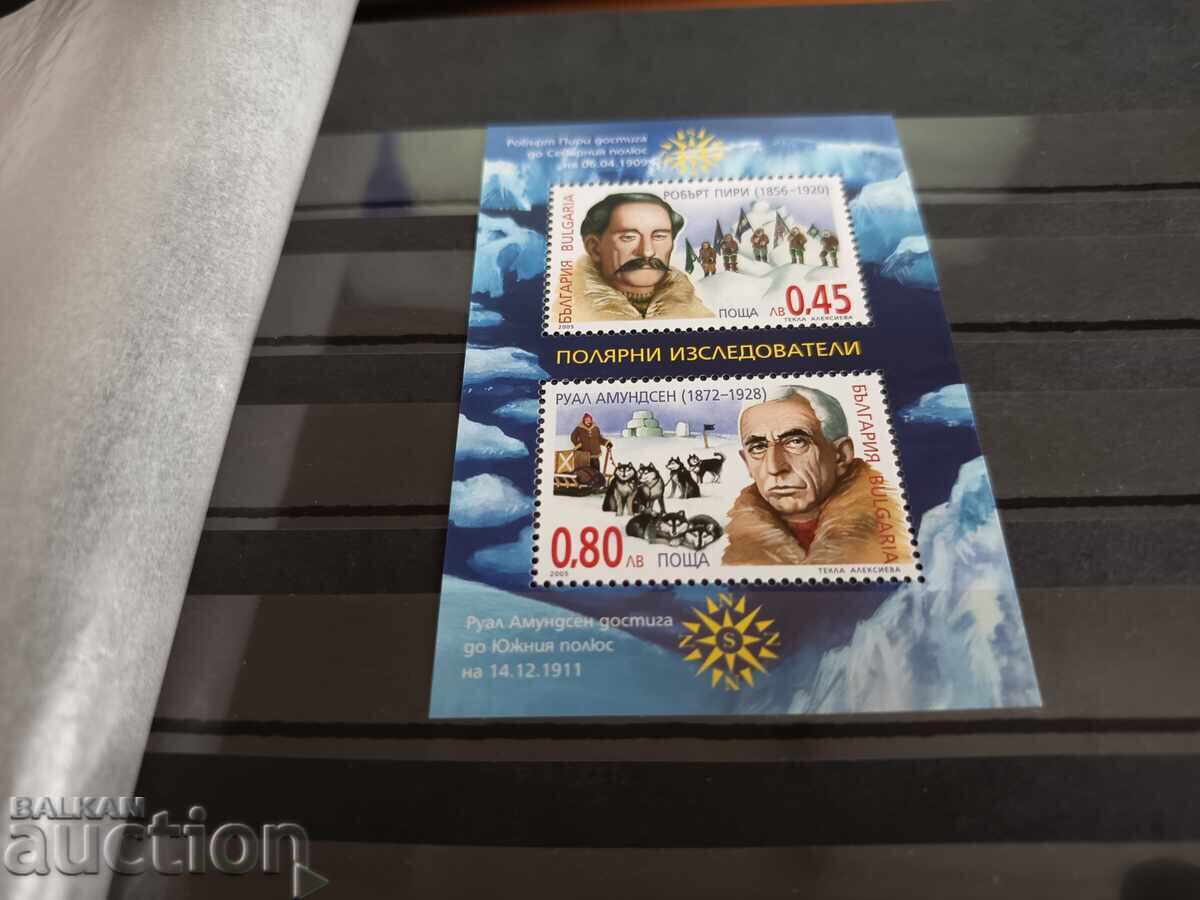 Робърт Пири достига
до Северния полюс
на 06.04.1909
РОБЪРТ ПИРИ (1856-1920)
БЪЛГАРИЯ BULGARIA
ПОЩА
ЛВ 0,45
2005
ТЕКЛА АЛЕКСИЕВА
ПОЛЯРНИ ИЗСЛЕДОВАТЕЛИ
РУАЛ АМУНДСЕН (1872-1928)
БЪЛГАРИЯ BULGARIA
0,80 ЛВ
ПОЩА
2005
ТЕКЛА АЛЕКСИЕВА
Руал Амундсен достига
до Южния полюс
на 14.12.1911
N
Z S Z
N
BALKAN
auction